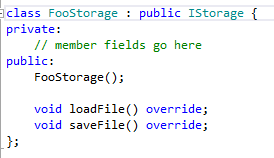 class FooStorage : public IStorage {
private:
    // member fields go here
public:
    FooStorage();

    void loadFile() override;
    void saveFile() override;
};